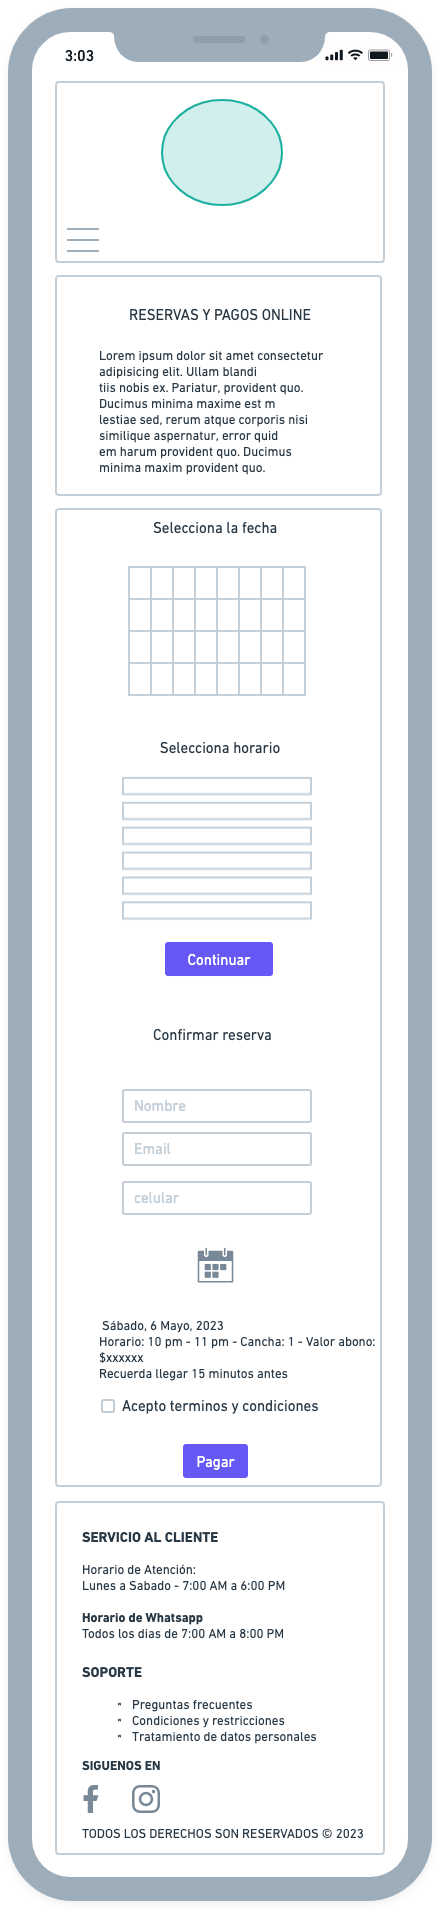 3:03
RESERVAS Y PAGOS ONLINE
Lorem ipsum dolor sit amet consectetur
adipisicing elit. Ullam blandi
tiis nobis ex. Pariatur, provident quo.
Ducimus minima maxime est m
lestiae sed, rerum atque corporis nisi
similique aspernatur, error quid
em harum provident quo. Ducimus
minima maxim provident quo.
Selecciona la fecha
Selecciona horario
Continuar
Confirmar reserva
Nombre
Email
celular
Sábado, 6 Mayo, 2023
Horario: 10 pm - 11 pm - Cancha: 1 - Valor abono:
$xxxxxx
Recuerda llegar 15 minutos antes
Acepto terminos y condiciones
Pagar
SERVICIO AL CLIENTE
Horario de Atención:
Lunes a Sabado - 7:00 AM a 6:00 PM
Horario de Whatsapp
Todos los dias de 7:00 AM a 8:00 PM
SOPORTE
• Preguntas frecuentes
• Condiciones y restricciones
• Tratamiento de datos personales
SIGUENOS EN
TODOS LOS DERECHOS SON RESERVADOS © 2023